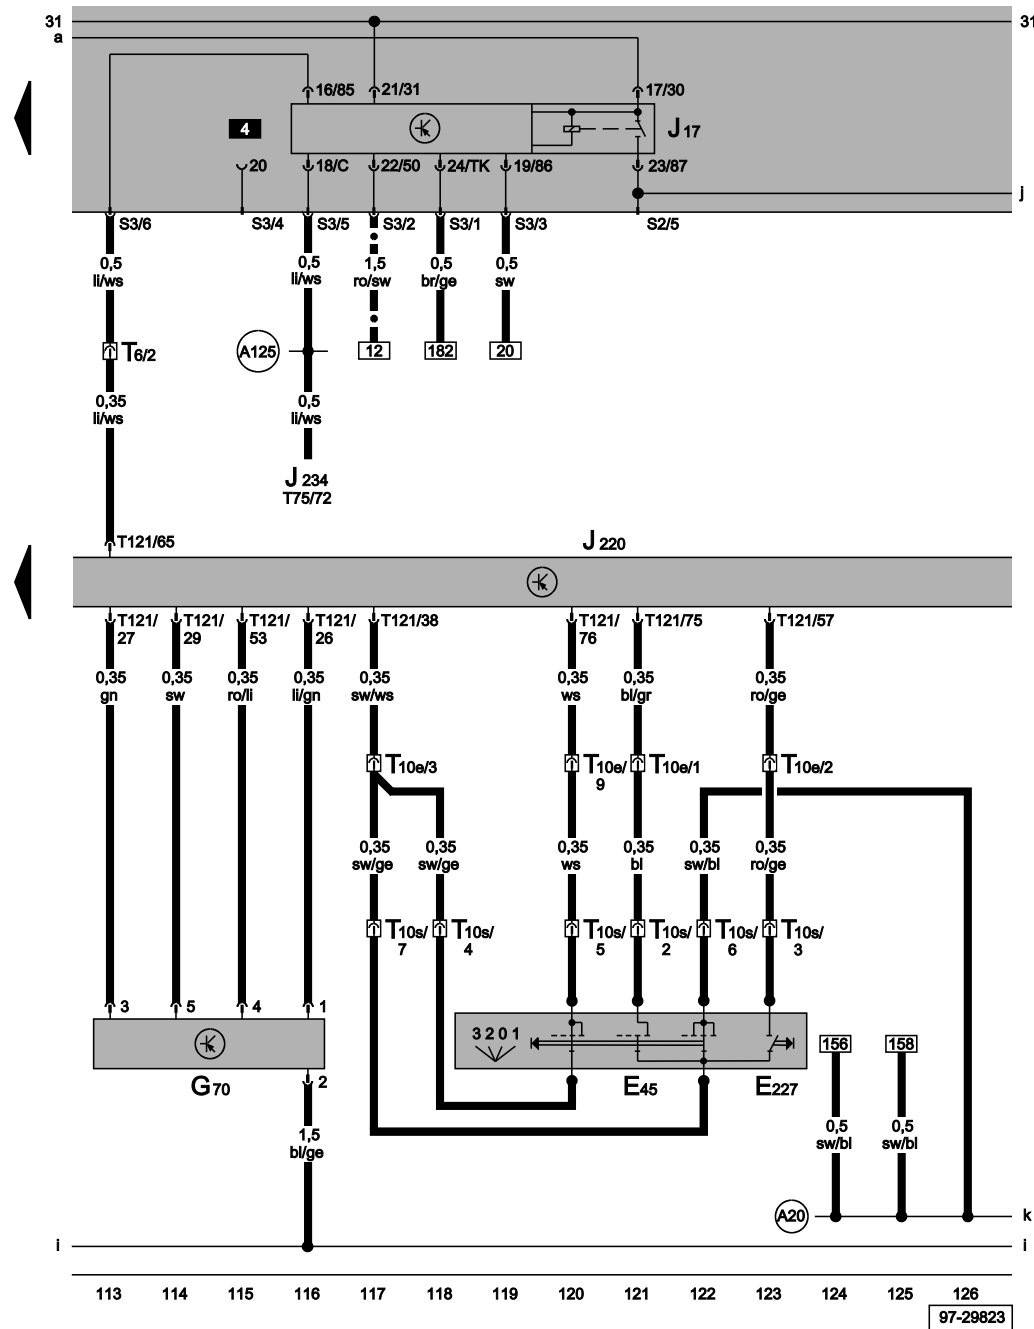 31 31
a
16/85 21/31 17/30
4 J 17
20 18/C 22/50 24/TK 19/86 23/87
j
S3/6 S3/4 S3/5 S3/2 S3/1 S3/3 S2/5
0,5 0,5 1,5 0,5 0,5
li/ws li/ws ro/sw br/ge sw
T6/2 A125 12 182 20
0,35 0,5
li/ws li/ws
J 234
T75/72
T121/65 J 220
T121/ T121/ T121/ T121/ T121/38 T121/ T121/75 T121/57
27 29 53 26 76
0,35 0,35 0,35 0,35 0,35 0,35 0,35 0,35
gn sw ro/li li/gn sw/ws ws bl/gr ro/ge
T10e/3 T10e/ T10e/1 T10e/2
9
0,35 0,35 0,35 0,35 0,35 0,35
sw/ge sw/ge ws bl sw/bl ro/ge
T10s/ T10s/ T10s/ T10s/ T10s/ T10s/
7 4 5 2 6 3
3 5 4 1
3 2 0 1 156 158
G70 2 E45 E227
1,5 0,5 0,5
bl/ge sw/bl sw/bl
A20 k
i i
113 114 115 116 117 118 119 120 121 122 123 124 125 126
97-29823